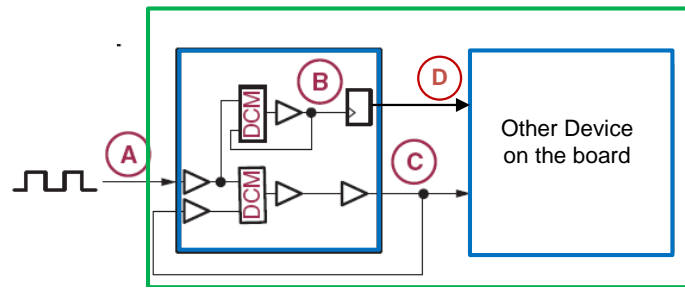 B
D
DCM
A
C
DCM
Other Device
on the board